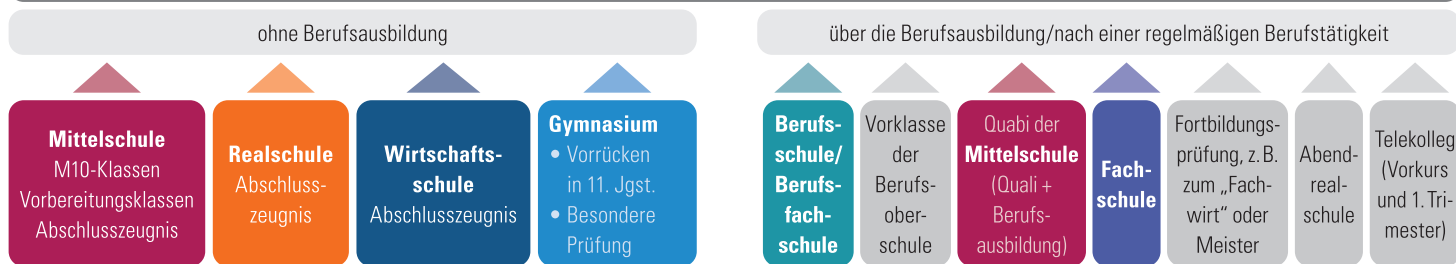 ohne Berufsausbildung
über die Berufsausbildung/nach einer regelmäßigen Berufstätigkeit
Mittelschule
M10-Klassen
Vorbereitungsklassen
Abschlusszeugnis
Realschule
Abschluss-
zeugnis
Wirtschafts-
schule
Abschlusszeugnis
Gymnasium
• Vorrücken
in 11. Jgst.
• Besondere
Prüfung
Berufs-
schule/
Berufs-
fach-
schule
Vorklasse
der
Berufs-
ober-
schule
Quabi der
Mittelschule
(Quali +
Berufs-
ausbildung)
Fach-
schule
Fortbildungs-
prüfung, z. B.
zum „Fach-
wirt“ oder
Meister
Abend-
real-
schule
Telekolleg
(Vorkurs
und 1. Tri-
mester)